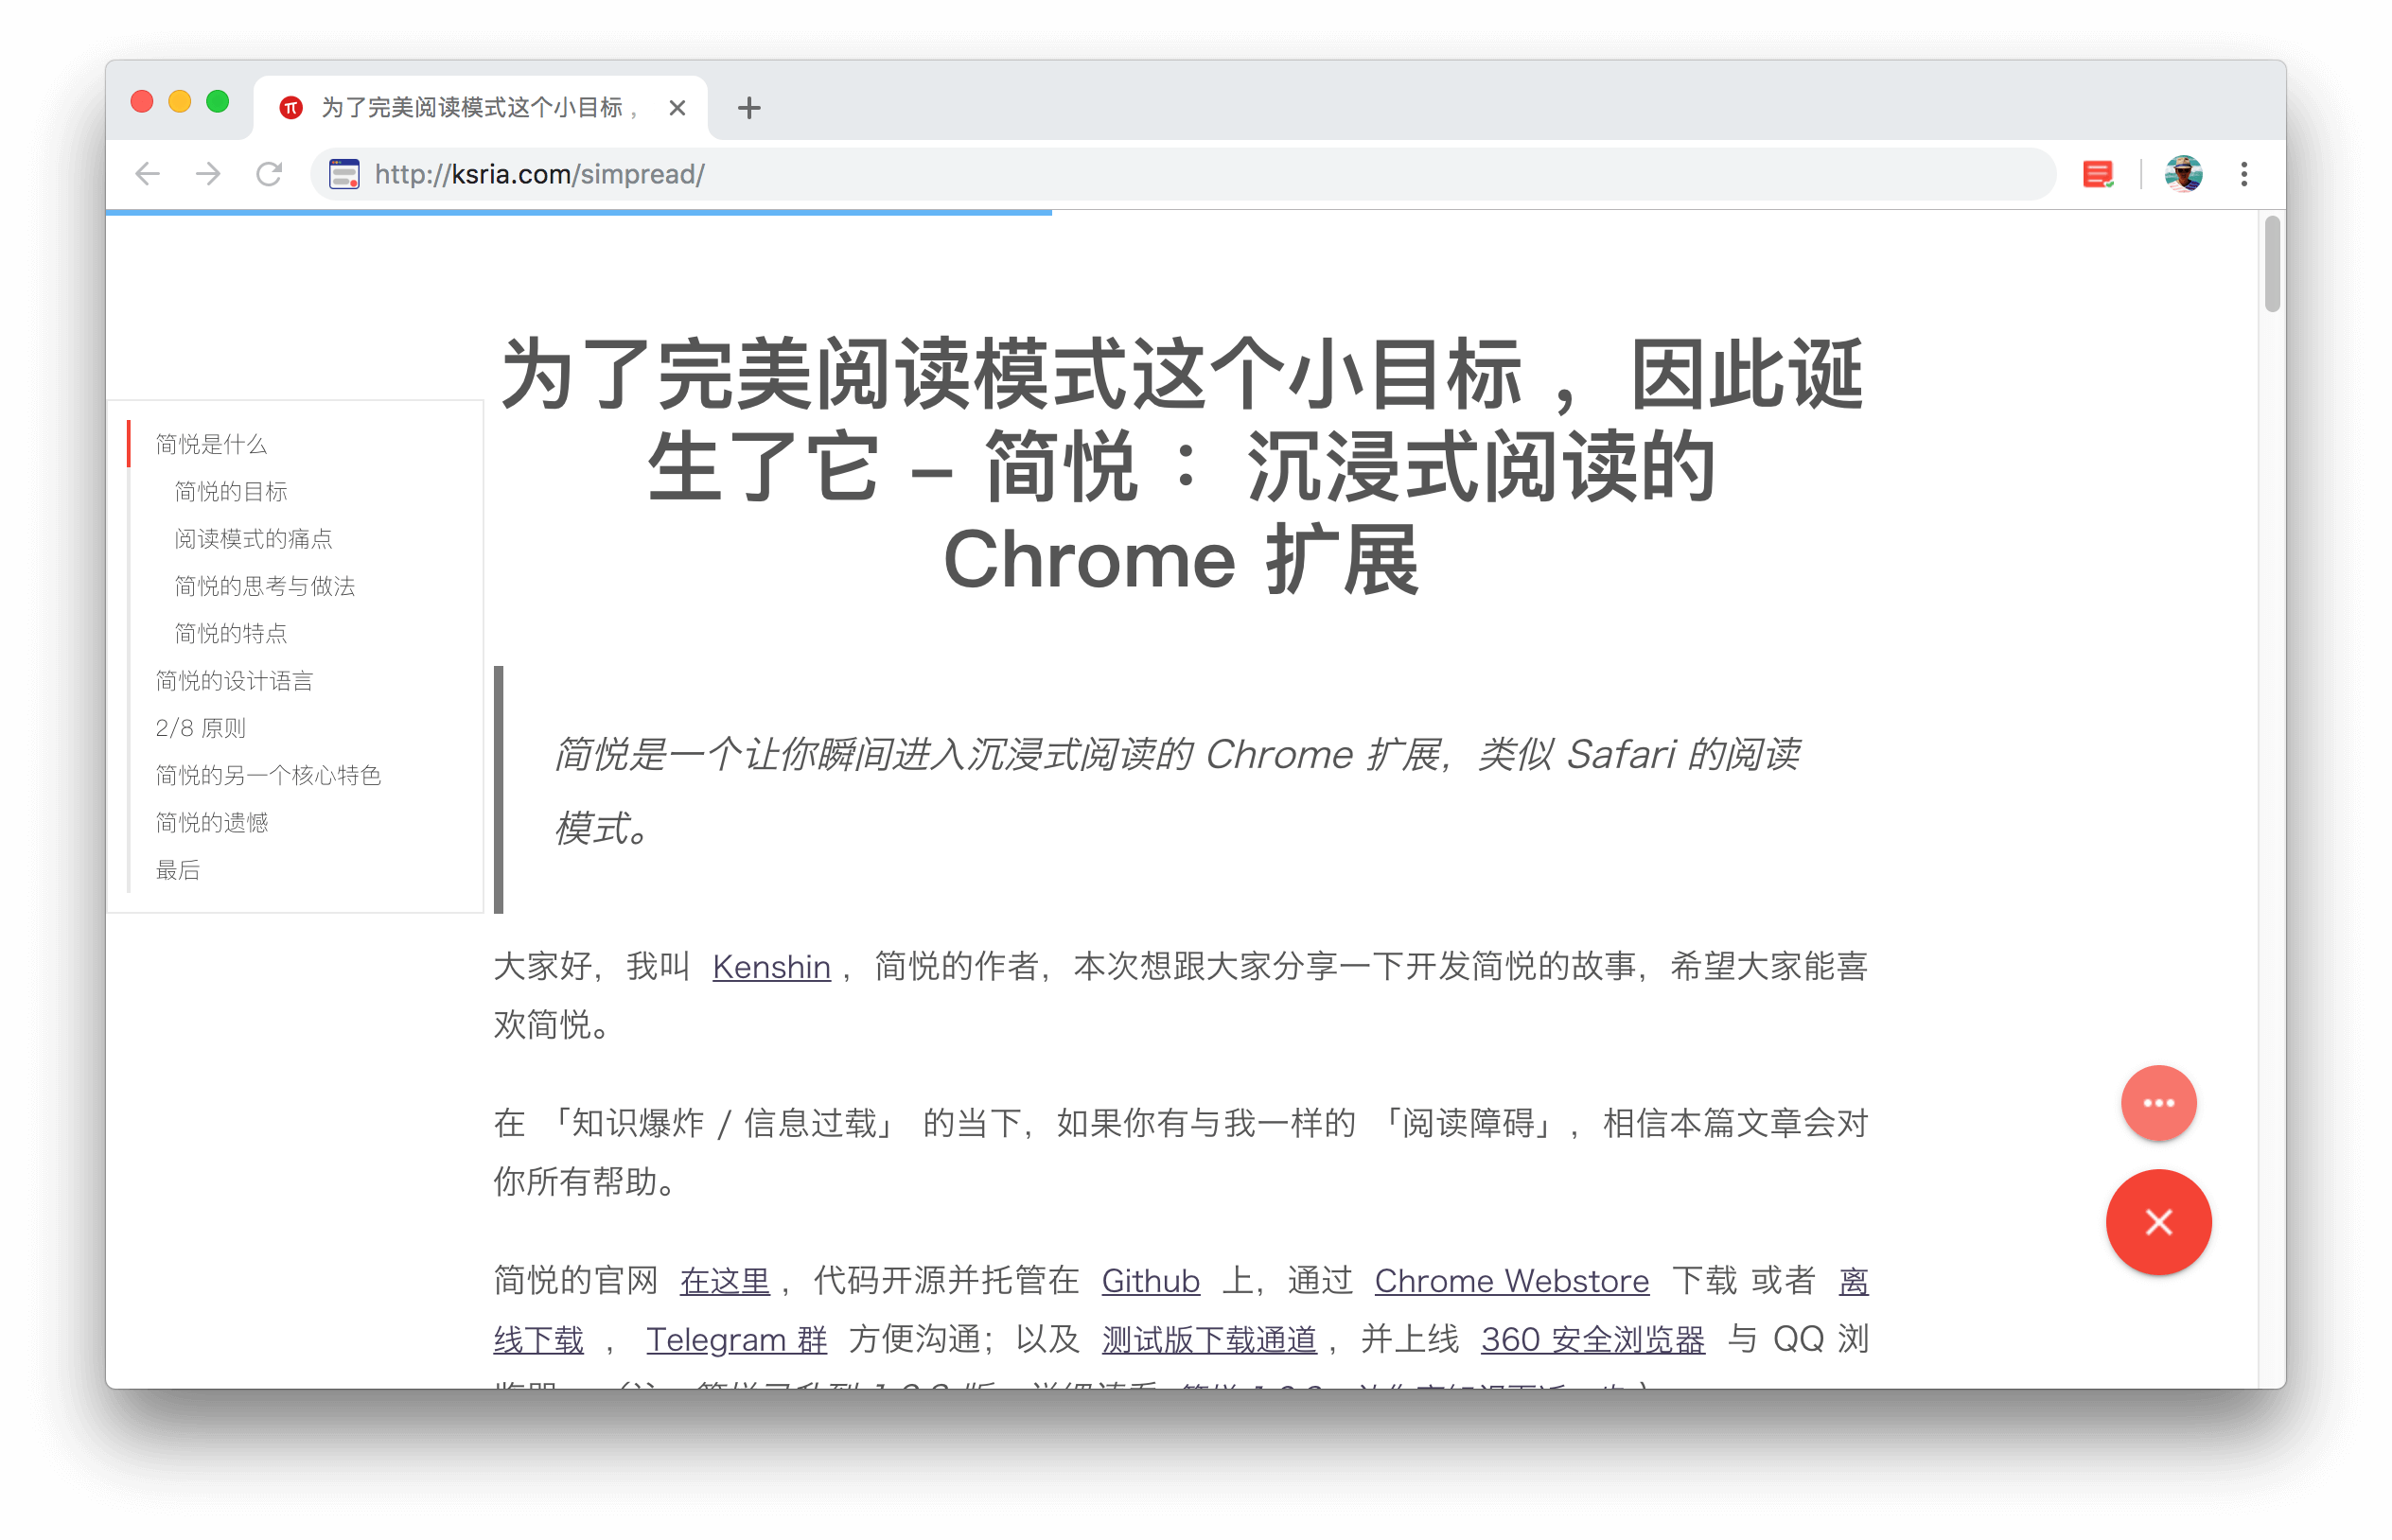 为了完美阅读模式这个小目标，
http://ksria.com/simpread/
为了完美阅读模式这个小目标，因此诞
生了它 – 简悦：沉浸式阅读的
Chrome 扩展
简悦是什么
简悦的目标
阅读模式的痛点
简悦的思考与做法
简悦的特点
简悦的设计语言
2/8 原则
简悦的另一个核心特色
简悦的遗憾
最后
简悦是一个让你瞬间进入沉浸式阅读的 Chrome 扩展，类似 Safari 的阅读
模式。
大家好，我叫 Kenshin，简悦的作者，本次想跟大家分享一下开发简悦的故事，希望大家能喜
欢简悦。
在 「知识爆炸 / 信息过载」 的当下，如果你有与我一样的 「阅读障碍」，相信本篇文章会对
你所有帮助。
简悦的官网 在这里，代码开源并托管在 Github 上，通过 Chrome Webstore 下载 或者 离
线下载 ， Telegram 群 方便沟通；以及 测试版下载通道，并上线 360 安全浏览器 与 QQ 浏